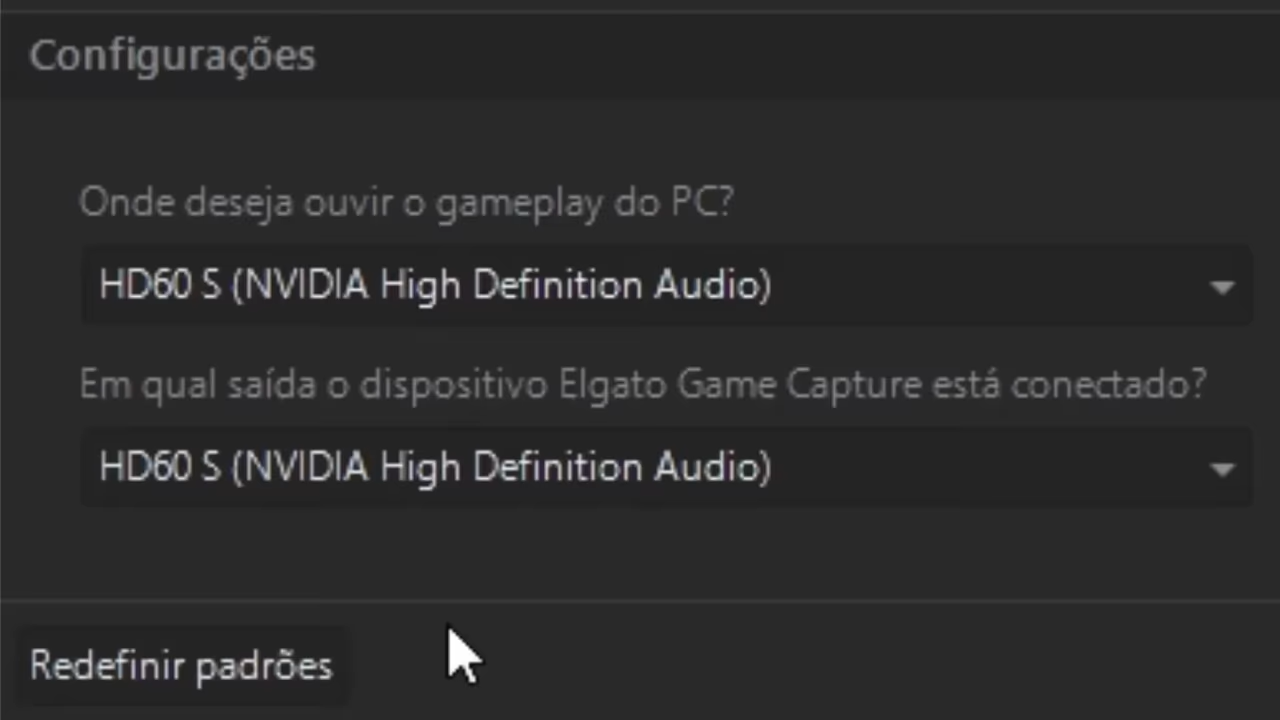 Configurações
Onde deseja ouvir o gameplay do PC?
HD60 S (NVIDIA High Definition Audio)
Em qual saída o dispositivo Elgato Game Capture está conectado?
HD60 S (NVIDIA High Definition Audio)
Redefinir padrões